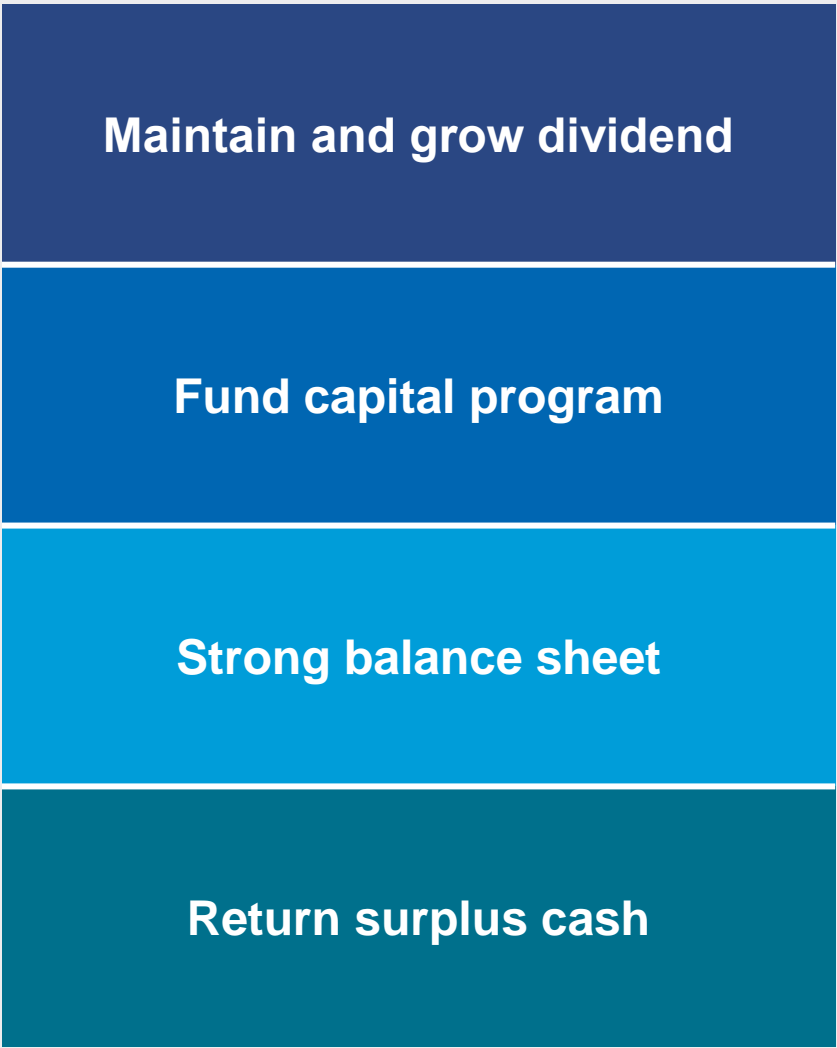 Maintain and grow dividend
Fund capital program
Strong balance sheet
Return surplus cash